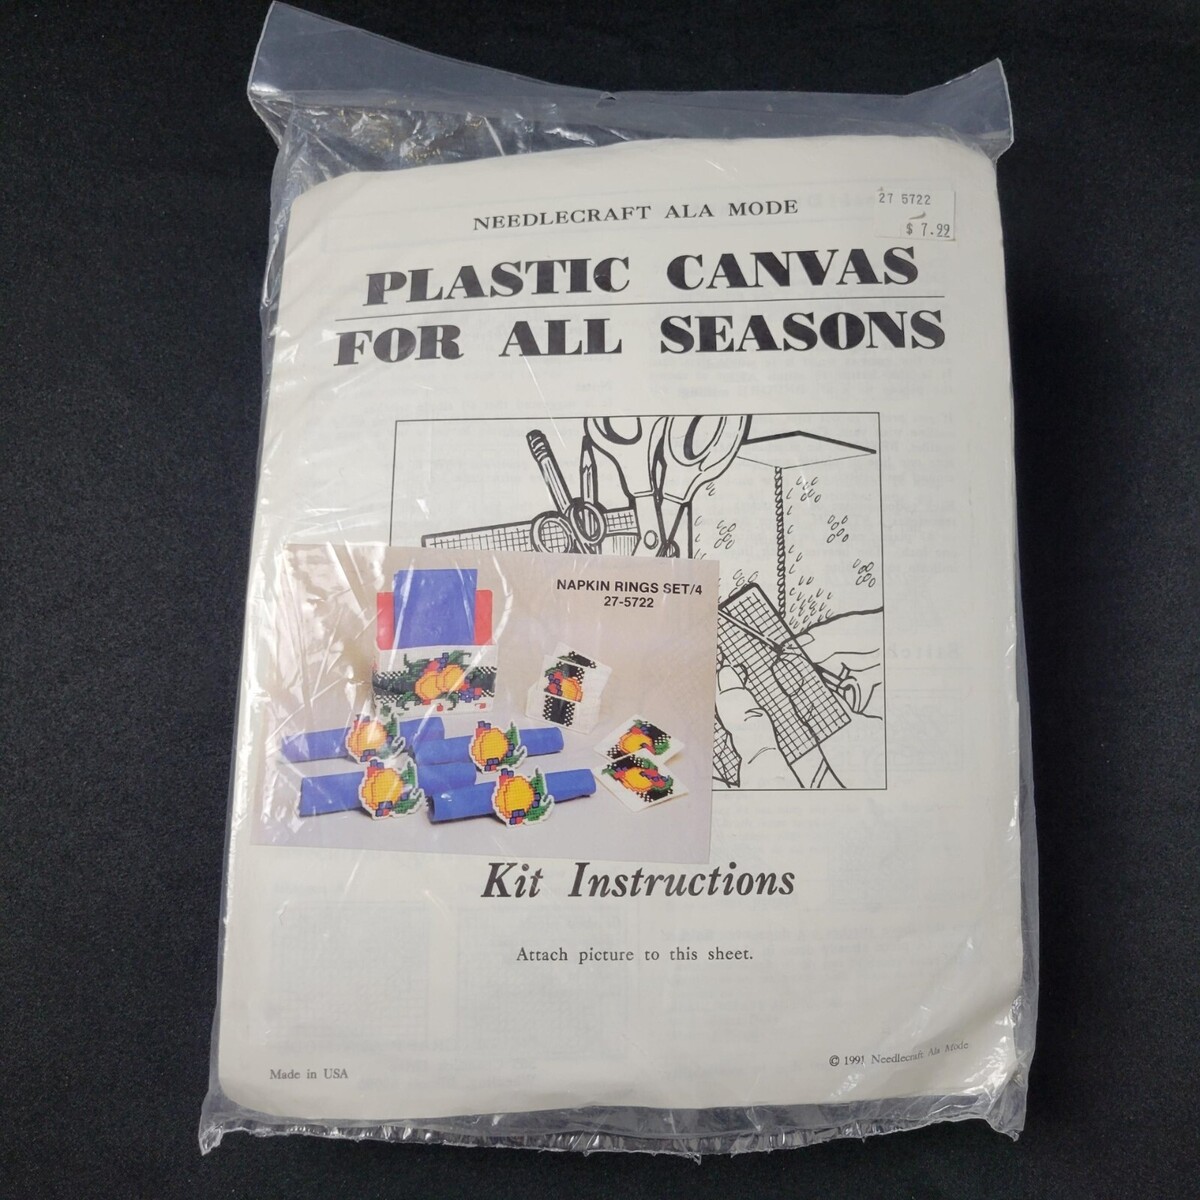 NEEDLECRAFT ALA MODE
27 5722
$ 7.99
PLASTIC CANVAS
FOR ALL SEASONS
NAPKIN RINGS SET/4
27-5722
Kit Instructions
Attach picture to this sheet.
Made in USA
© 1991 Needlecraft Ala Mode